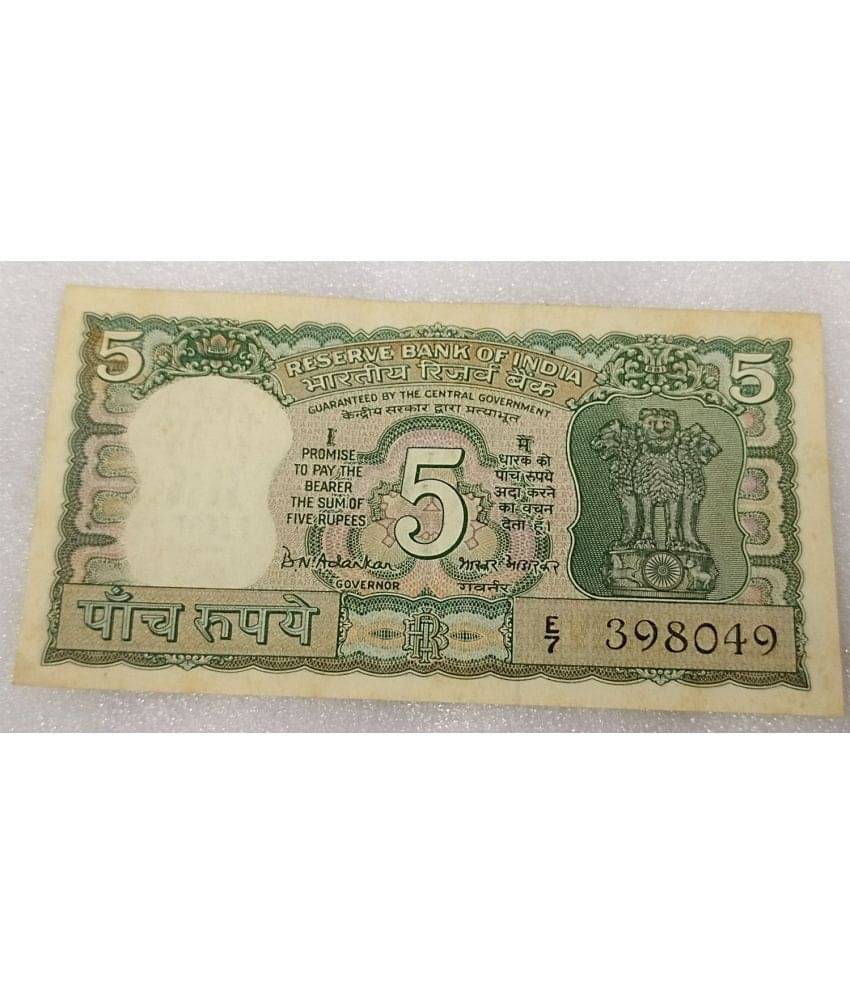 5 5
RESERVE BANK OF INDIA
भारतीय रिज़र्व बैंक
GUARANTEED BY THE CENTRAL GOVERNMENT
केन्द्रीय सरकार द्वारा प्रत्याभूत
I
PROMISE
TO PAY THE
BEARER
THE SUM OF
FIVE RUPEES
5
मैं
धारक को
पाँच रुपये
अदा करने
का वचन
देता हूँ।
B N Adarkar
GOVERNOR
गवर्नर
पाँच रुपये
E/7 398049